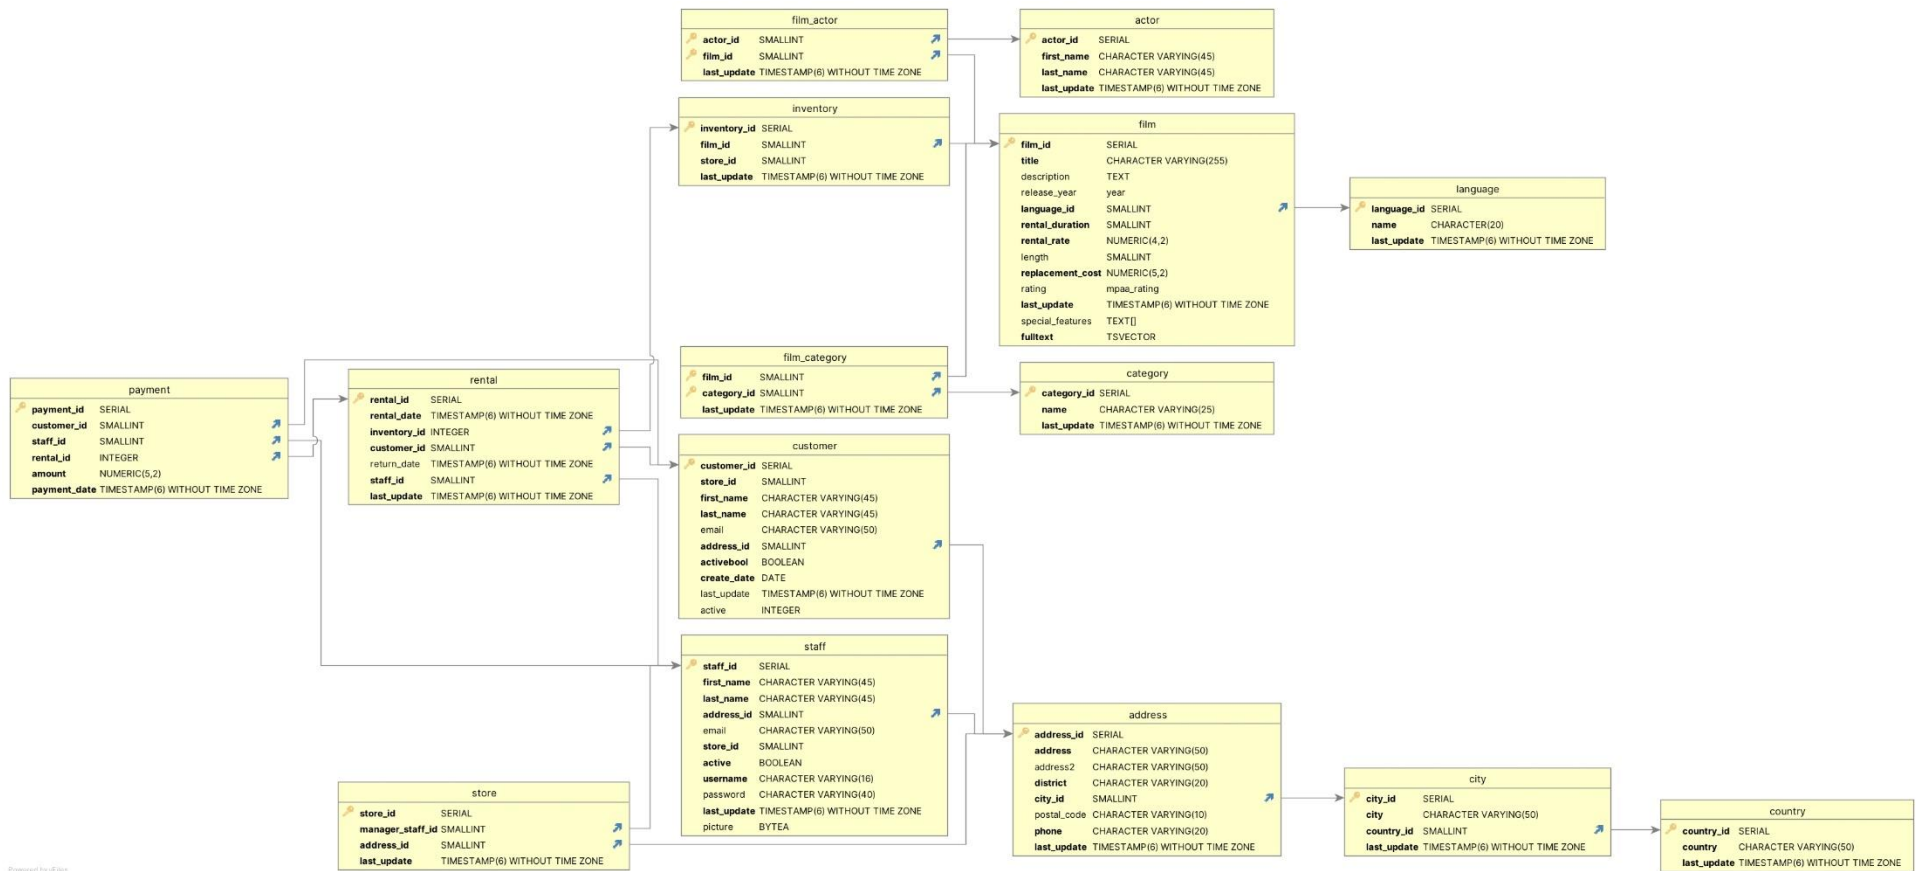 film_actor
actor_id SMALLINT
film_id SMALLINT
last_update TIMESTAMP(6) WITHOUT TIME ZONE
actor
actor_id SERIAL
first_name CHARACTER VARYING(45)
last_name CHARACTER VARYING(45)
last_update TIMESTAMP(6) WITHOUT TIME ZONE
inventory
inventory_id SERIAL
film_id SMALLINT
store_id SMALLINT
last_update TIMESTAMP(6) WITHOUT TIME ZONE
film
film_id SERIAL
title CHARACTER VARYING(255)
description TEXT
release_year year
language_id SMALLINT
rental_duration SMALLINT
rental_rate NUMERIC(4,2)
length SMALLINT
replacement_cost NUMERIC(5,2)
rating mpaa_rating
last_update TIMESTAMP(6) WITHOUT TIME ZONE
special_features TEXT[]
fulltext TSVECTOR
language
language_id SERIAL
name CHARACTER(20)
last_update TIMESTAMP(6) WITHOUT TIME ZONE
payment
payment_id SERIAL
customer_id SMALLINT
staff_id SMALLINT
rental_id INTEGER
amount NUMERIC(5,2)
payment_date TIMESTAMP(6) WITHOUT TIME ZONE
rental
rental_id SERIAL
rental_date TIMESTAMP(6) WITHOUT TIME ZONE
inventory_id INTEGER
customer_id SMALLINT
return_date TIMESTAMP(6) WITHOUT TIME ZONE
staff_id SMALLINT
last_update TIMESTAMP(6) WITHOUT TIME ZONE
film_category
film_id SMALLINT
category_id SMALLINT
last_update TIMESTAMP(6) WITHOUT TIME ZONE
category
category_id SERIAL
name CHARACTER VARYING(25)
last_update TIMESTAMP(6) WITHOUT TIME ZONE
customer
customer_id SERIAL
store_id SMALLINT
first_name CHARACTER VARYING(45)
last_name CHARACTER VARYING(45)
email CHARACTER VARYING(50)
address_id SMALLINT
activebool BOOLEAN
create_date DATE
last_update TIMESTAMP(6) WITHOUT TIME ZONE
active INTEGER
staff
staff_id SERIAL
first_name CHARACTER VARYING(45)
last_name CHARACTER VARYING(45)
address_id SMALLINT
email CHARACTER VARYING(50)
store_id SMALLINT
active BOOLEAN
username CHARACTER VARYING(16)
password CHARACTER VARYING(40)
last_update TIMESTAMP(6) WITHOUT TIME ZONE
picture BYTEA
store
store_id SERIAL
manager_staff_id SMALLINT
address_id SMALLINT
last_update TIMESTAMP(6) WITHOUT TIME ZONE
address
address_id SERIAL
address CHARACTER VARYING(50)
address2 CHARACTER VARYING(50)
district CHARACTER VARYING(20)
city_id SMALLINT
postal_code CHARACTER VARYING(10)
phone CHARACTER VARYING(20)
last_update TIMESTAMP(6) WITHOUT TIME ZONE
city
city_id SERIAL
city CHARACTER VARYING(50)
country_id SMALLINT
last_update TIMESTAMP(6) WITHOUT TIME ZONE
country
country_id SERIAL
country CHARACTER VARYING(50)
last_update TIMESTAMP(6) WITHOUT TIME ZONE
Powered by yFiles